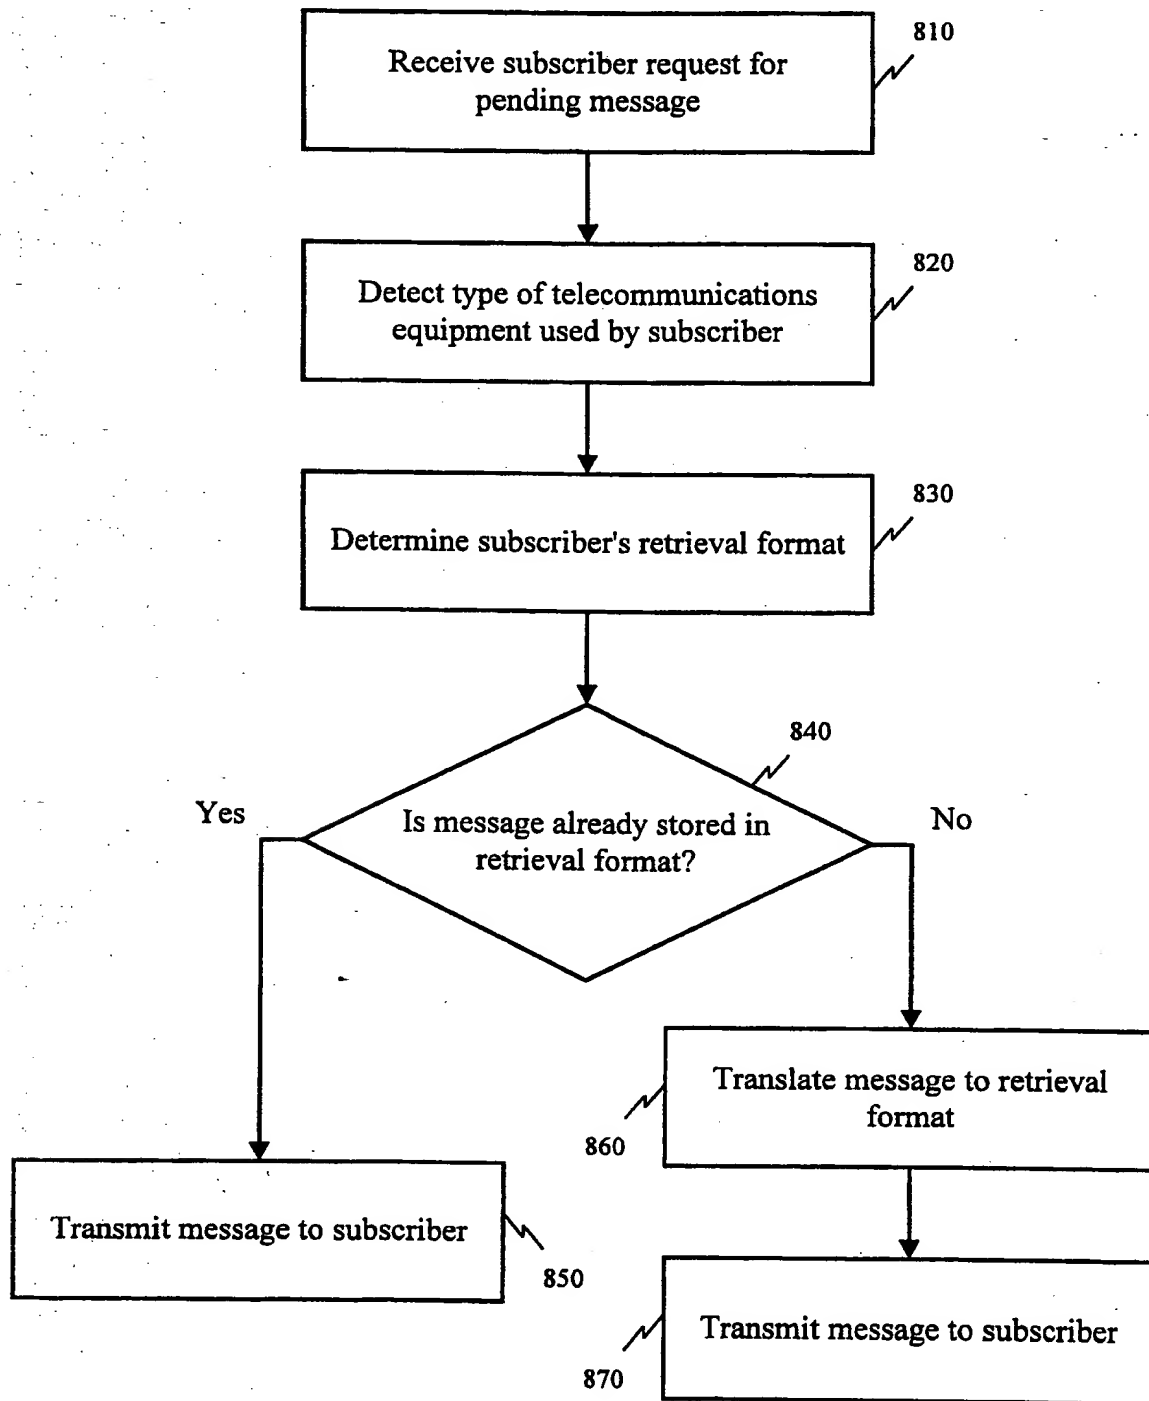 810
Receive subscriber request for
pending message
820
Detect type of telecommunications
equipment used by subscriber
830
Determine subscriber's retrieval format
840
Yes
Is message already stored in
retrieval format?
No
Translate message to retrieval
format
860
Transmit message to subscriber
850
Transmit message to subscriber
870